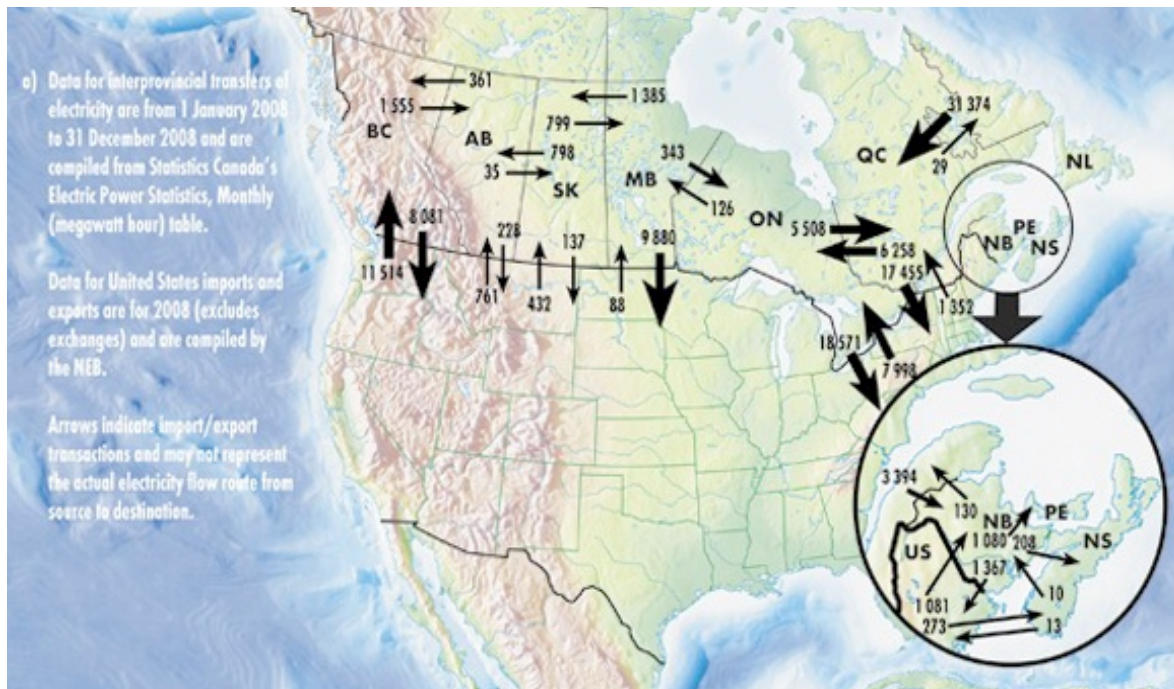 a) Data for interprovincial transfers of
electricity are from 1 January 2008
to 31 December 2008 and are
compiled from Statistics Canada's
Electric Power Statistics, Monthly
(megawatt hour) table.
Data for United States imports and
exports are for 2008 (excludes
exchanges) and are compiled by
the NEB.
Arrows indicate import/export
transactions and may not represent
the actual electricity flow route from
source to destination.
361
1 555
BC
AB
1 385
799
798
35
SK
MB
343
126
ON
QC
31 374
29
NL
PE
NB
NS
5 508
6 258
17 455
1 352
8 081
11 514
228
761
432
137
88
9 880
18 571
7 998
3 394
130
NB
PE
1 080
208
NS
US
1 367
10
1 081
273
13